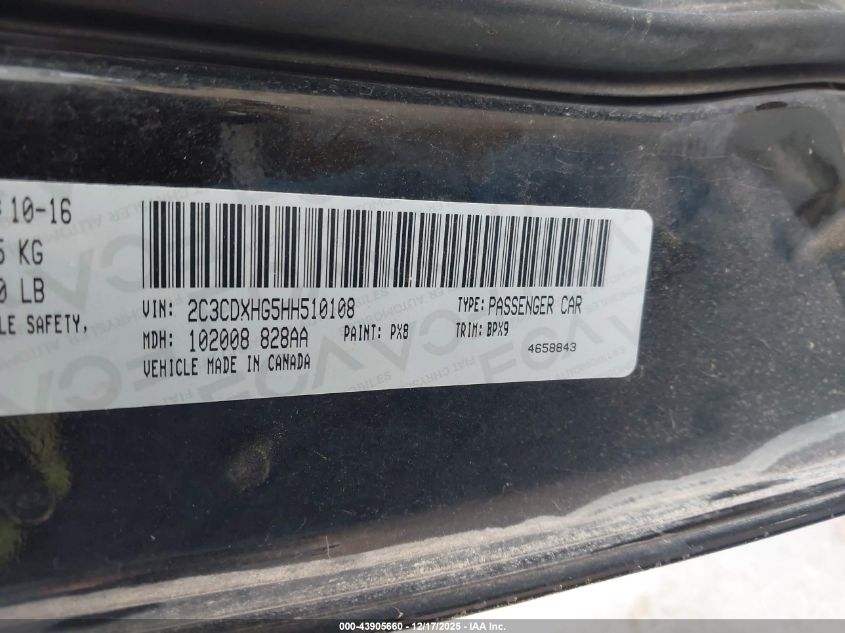 10-16
KG
LB
LE SAFETY,
VIN: 2C3CDXHG5HH510108 TYPE: PASSENGER CAR
MDH: 102008 828AA PAINT: PX8 TRIM: BPX9
VEHICLE MADE IN CANADA 4658843
000-43905660 - 12/17/2025 - IAA Inc.